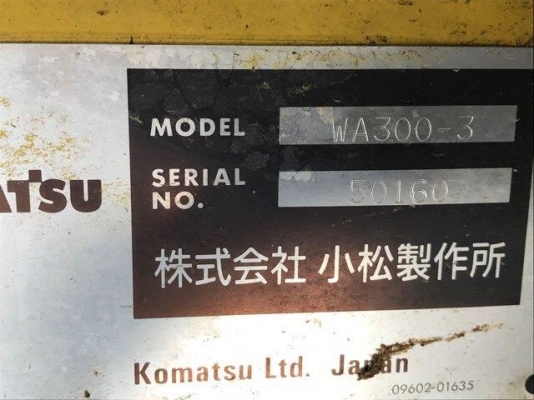 MODEL WA300-3
ATSU
SERIAL NO. 50160
株式会社 小松製作所
Komatsu Ltd. Japan
09602-01635